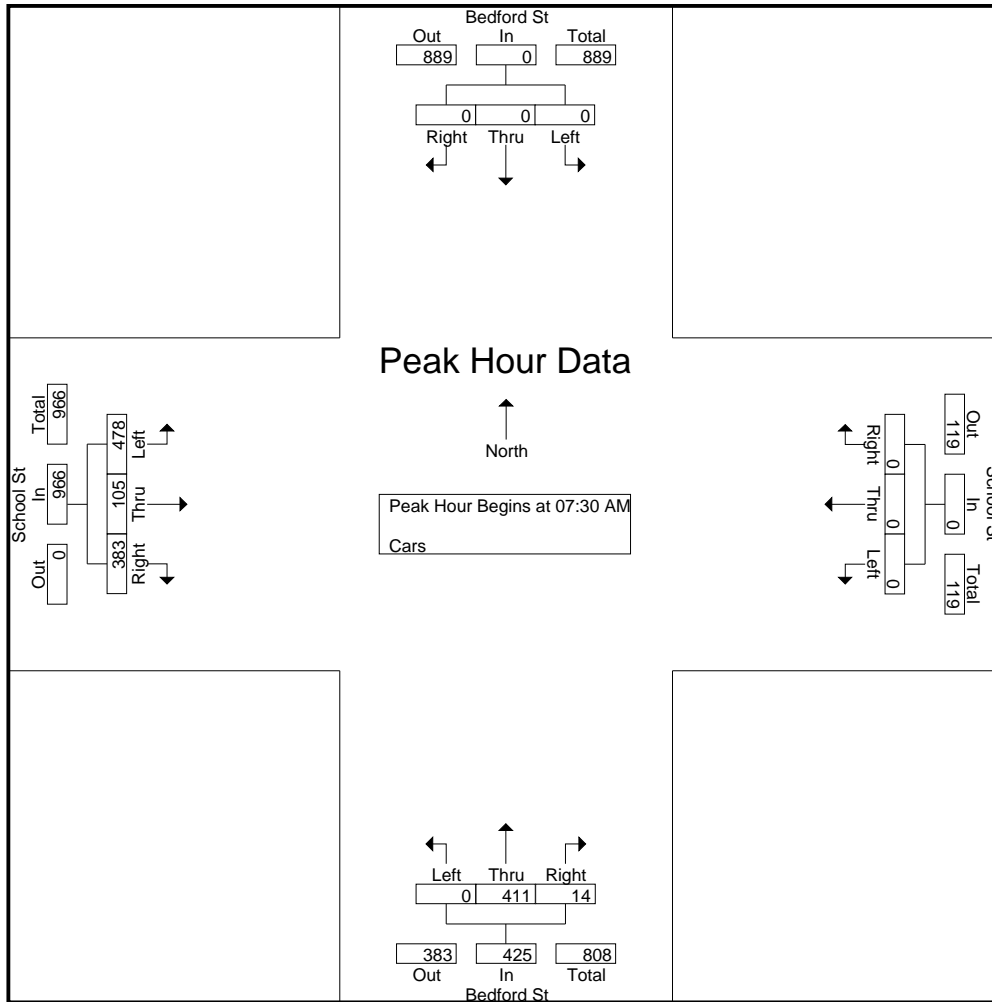 Bedford St
Out In Total
889 0 889
0 0 0
Right Thru Left
Peak Hour Data
North
Peak Hour Begins at 07:30 AM
Cars
School St
Total In Out
966 966 0
478 105 383
Left Thru Right
Right Thru Left
0 0 0
Out In Total
119 0 119
School St
Left Thru Right
0 411 14
383 425 808
Out In Total
Bedford St